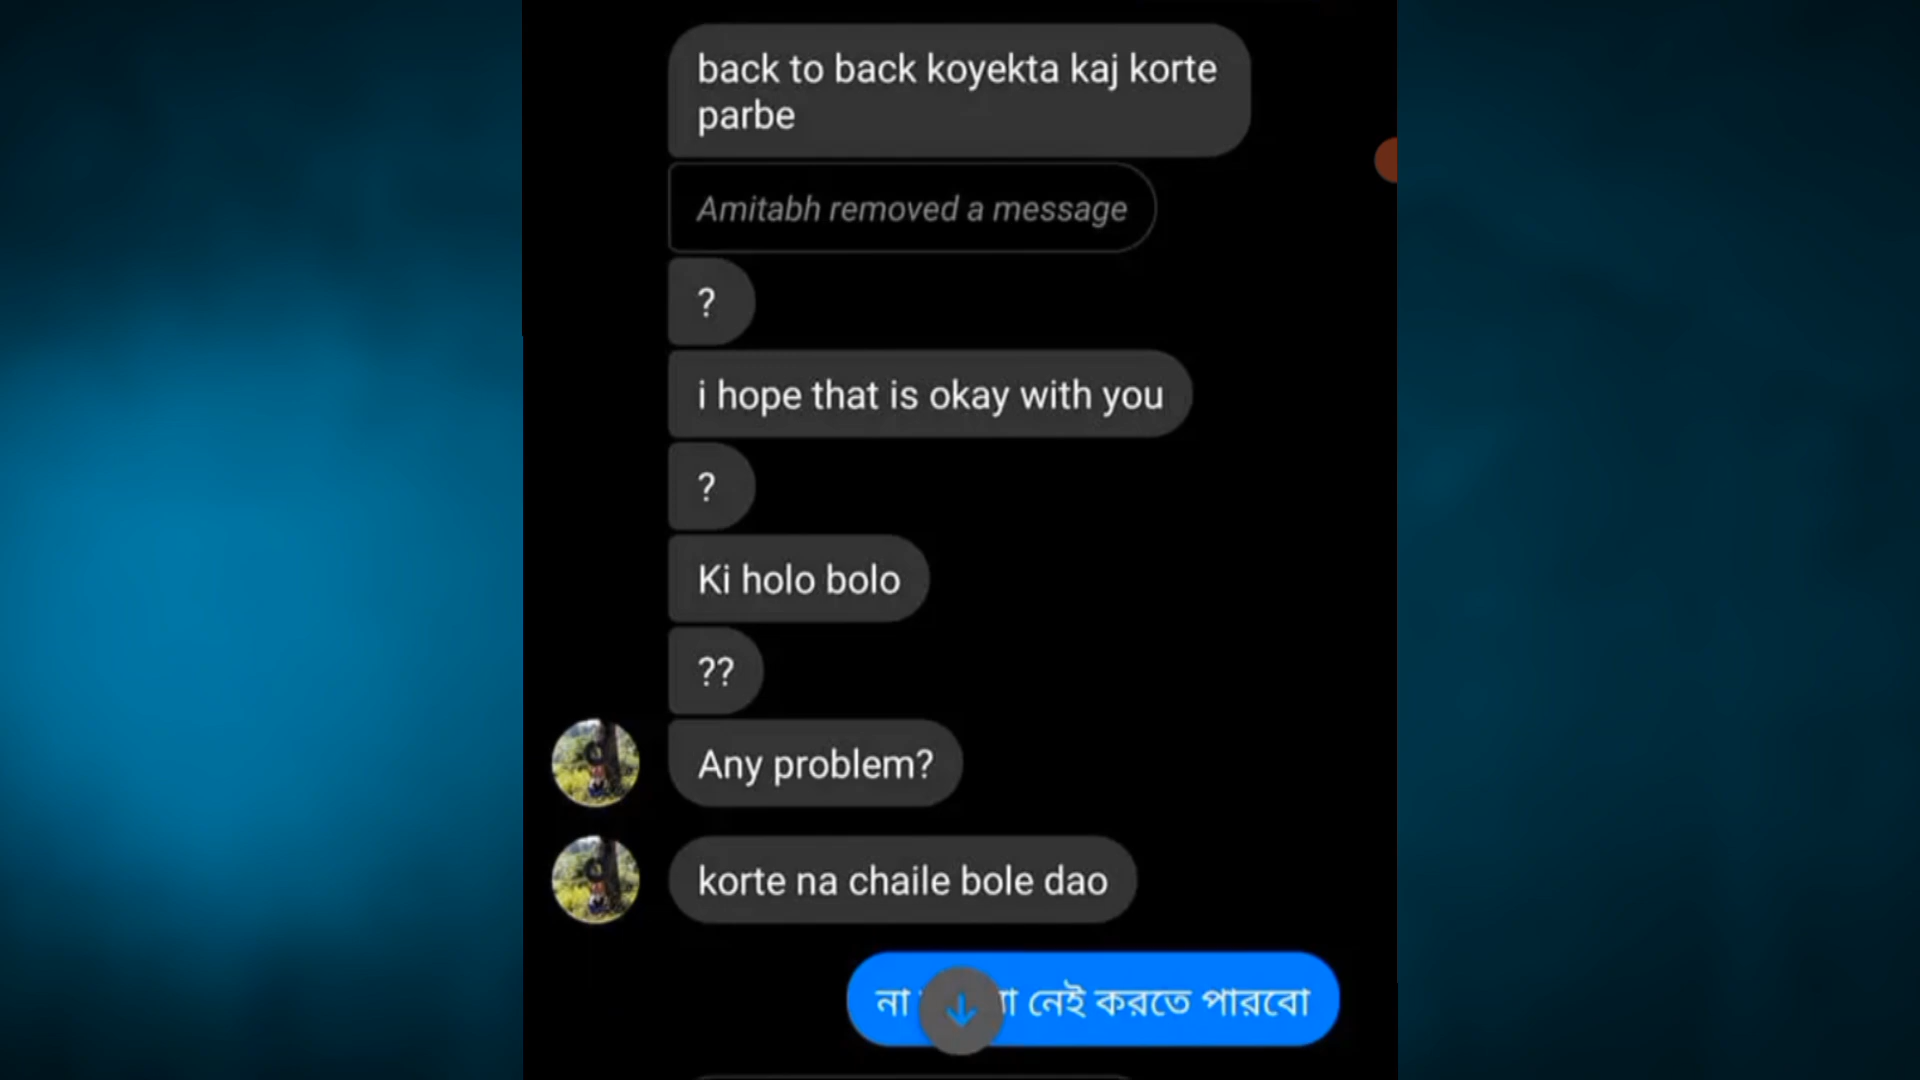 back to back koyekta kaj korte
parbe
Amitabh removed a message
?
i hope that is okay with you
?
Ki holo bolo
??
Any problem?
korte na chaile bole dao
না নেই করতে পারবো